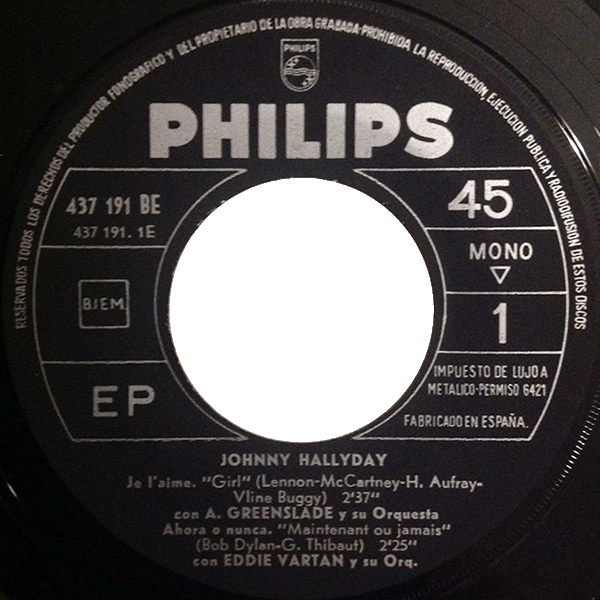 RESERVADOS TODOS LOS DERECHOS DEL PRODUCTOR FONOGRAFICO Y DEL PROPIETARIO DE LA OBRA GRABADA-PROHIBIDA LA REPRODUCCION, EJECUCION PUBLICA Y RADIODIFUSION DE ESTOS DISCOS
PHILIPS
PHILIPS
437 191 BE
437 191. 1E
45
MONO
B.I.E.M.
1
EP
IMPUESTO DE LUJO A
METALICO-PERMISO 6421
FABRICADO EN ESPAÑA.
JOHNNY HALLYDAY
Je l'aime. "Girl" (Lennon-McCartney-H. Aufray-
Vline Buggy) 2'37"
con A. GREENSLADE y su Orquesta
Ahora o nunca. "Maintenant ou jamais"
(Bob Dylan-G. Thibaut) 2'25"
con EDDIE VARTAN y su Orq.